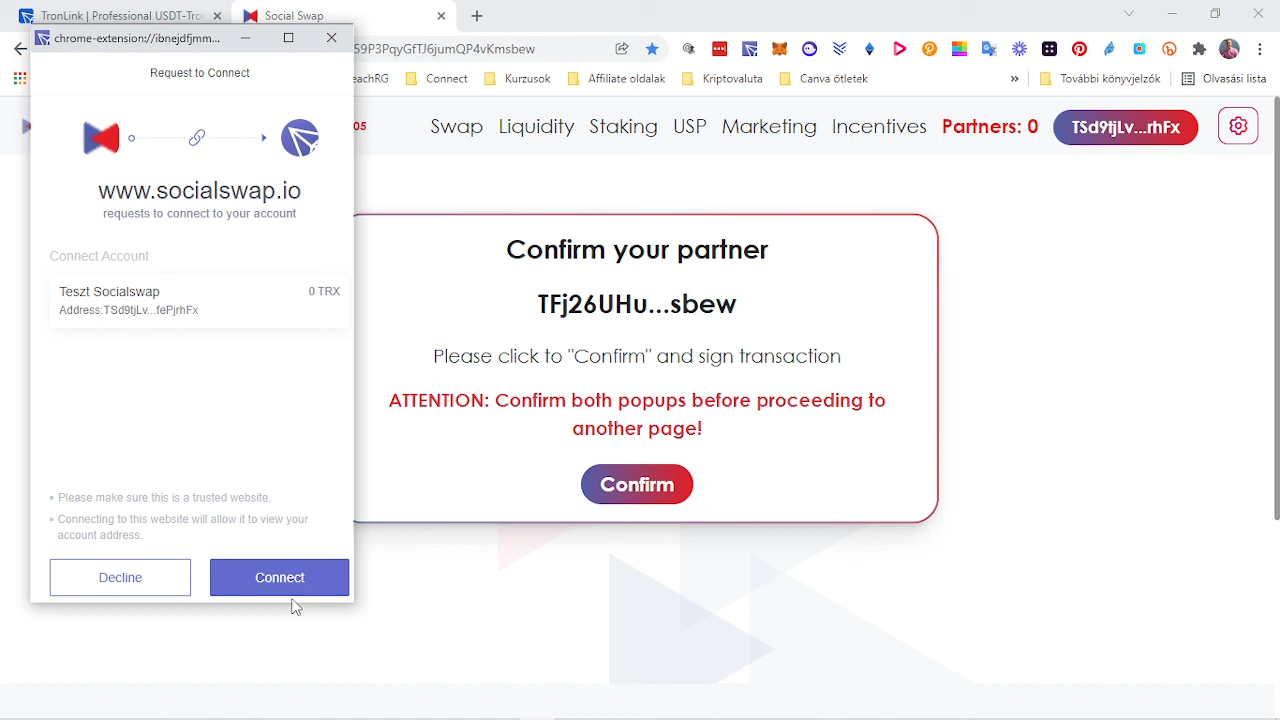 TronLink | Professional USDT-Tron
Social Swap
chrome-extension://ibnejdfjmm...
59P3PqyGfTJ6jumQP4vKmsbew
eachRG
Connect
Kurzusok
Affiliate oldalak
Kriptovaluta
Canva ötletek
»
További könyvjelzők
Olvasási lista
Request to Connect
www.socialswap.io
requests to connect to your account
Connect Account
Teszt Socialswap
0 TRX
Address:TSd9tjLv...fePjrhFx
• Please make sure this is a trusted website.
• Connecting to this website will allow it to view your
account address.
Decline
Connect
05
Swap
Liquidity
Staking
USP
Marketing
Incentives
Partners: 0
TSd9tjLv...rhFx
Confirm your partner
TFj26UHu...sbew
Please click to "Confirm" and sign transaction
ATTENTION: Confirm both popups before proceeding to
another page!
Confirm